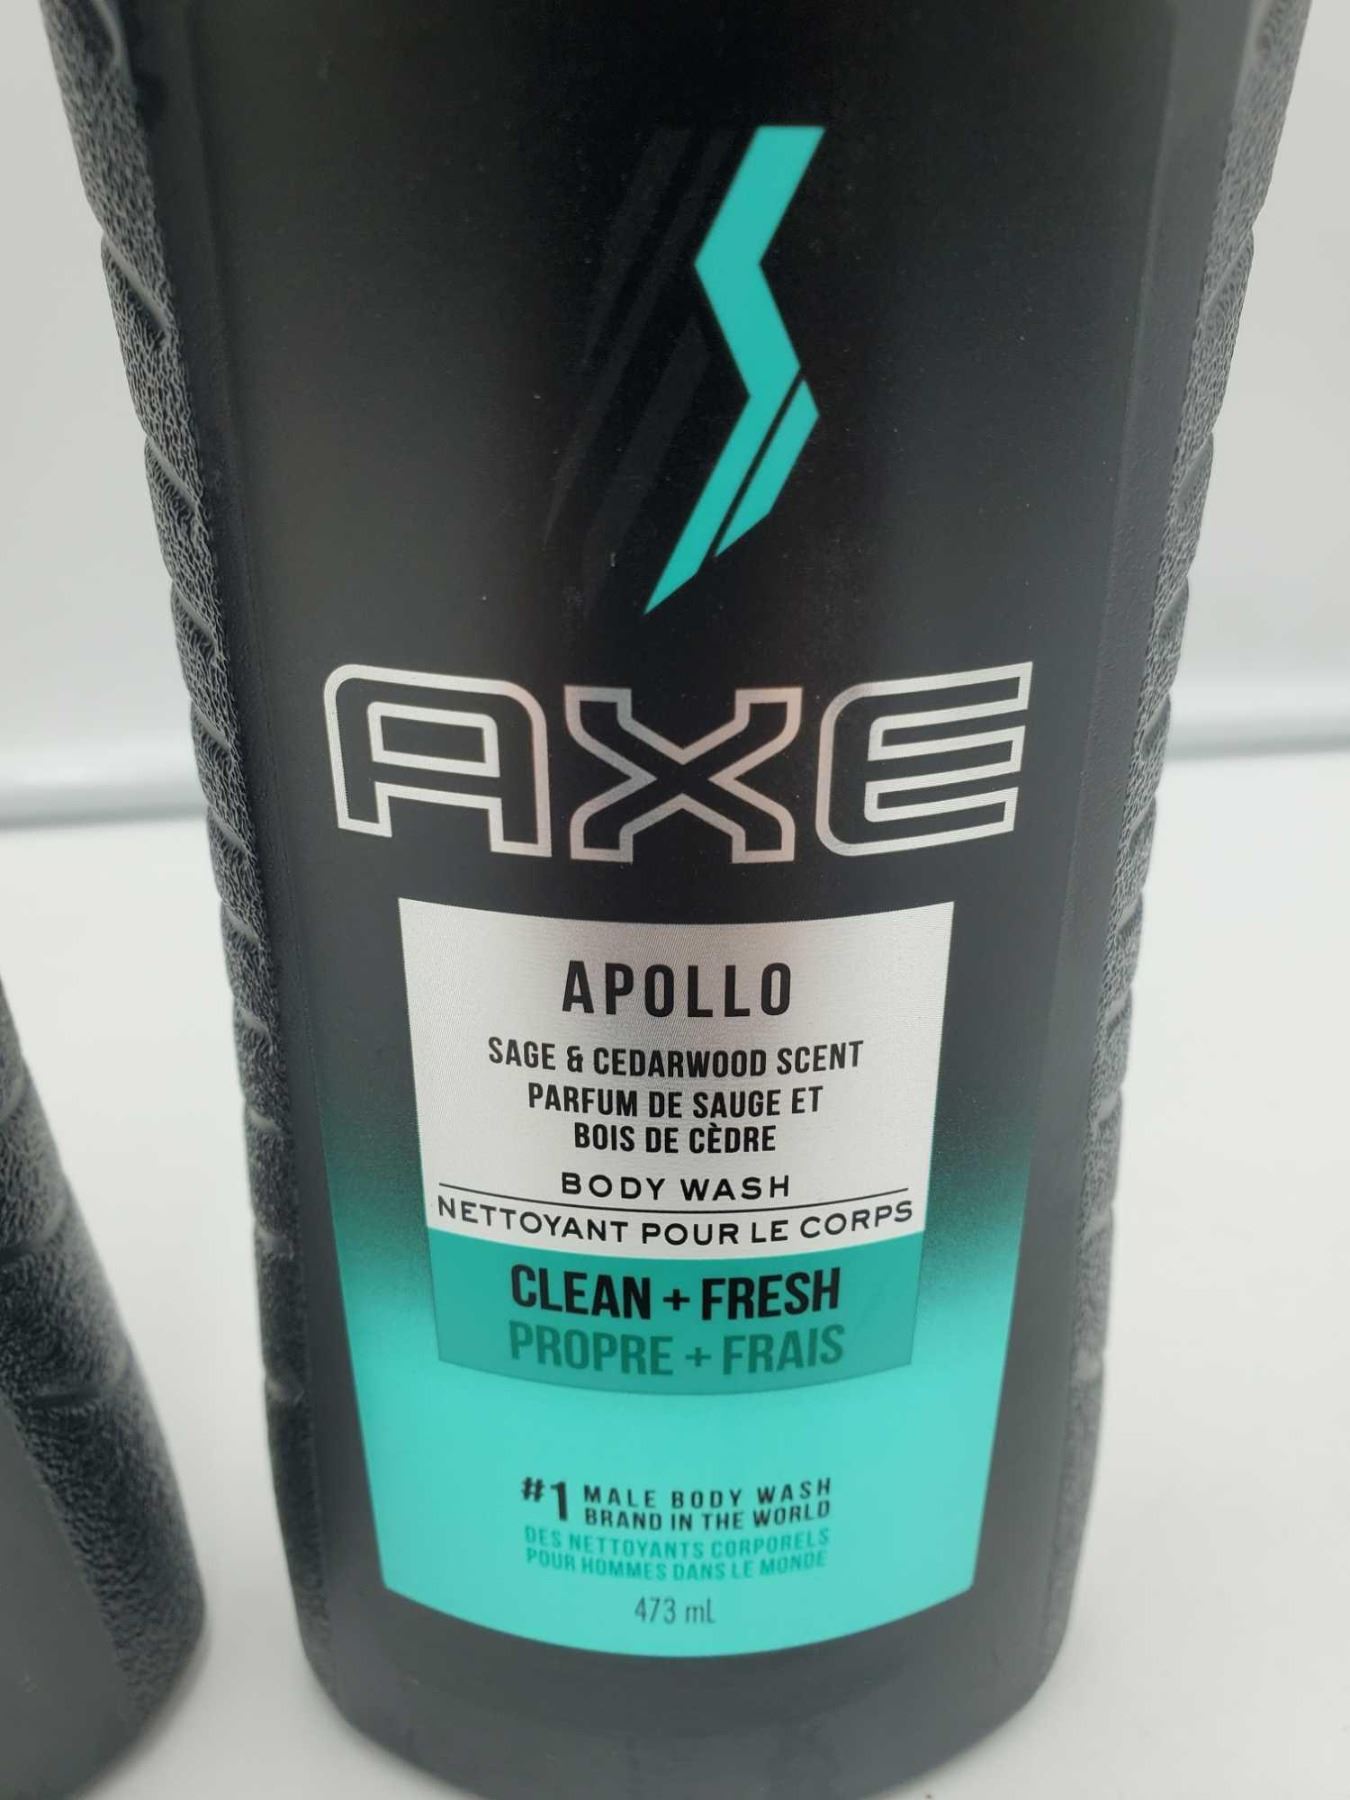 AXE
APOLLO
SAGE & CEDARWOOD SCENT
PARFUM DE SAUGE ET
BOIS DE CÈDRE
BODY WASH
NETTOYANT POUR LE CORPS
CLEAN + FRESH
PROPRE + FRAIS
#1 MALE BODY WASH
BRAND IN THE WORLD
DES NETTOYANTS CORPORELS
POUR HOMMES DANS LE MONDE
473 mL